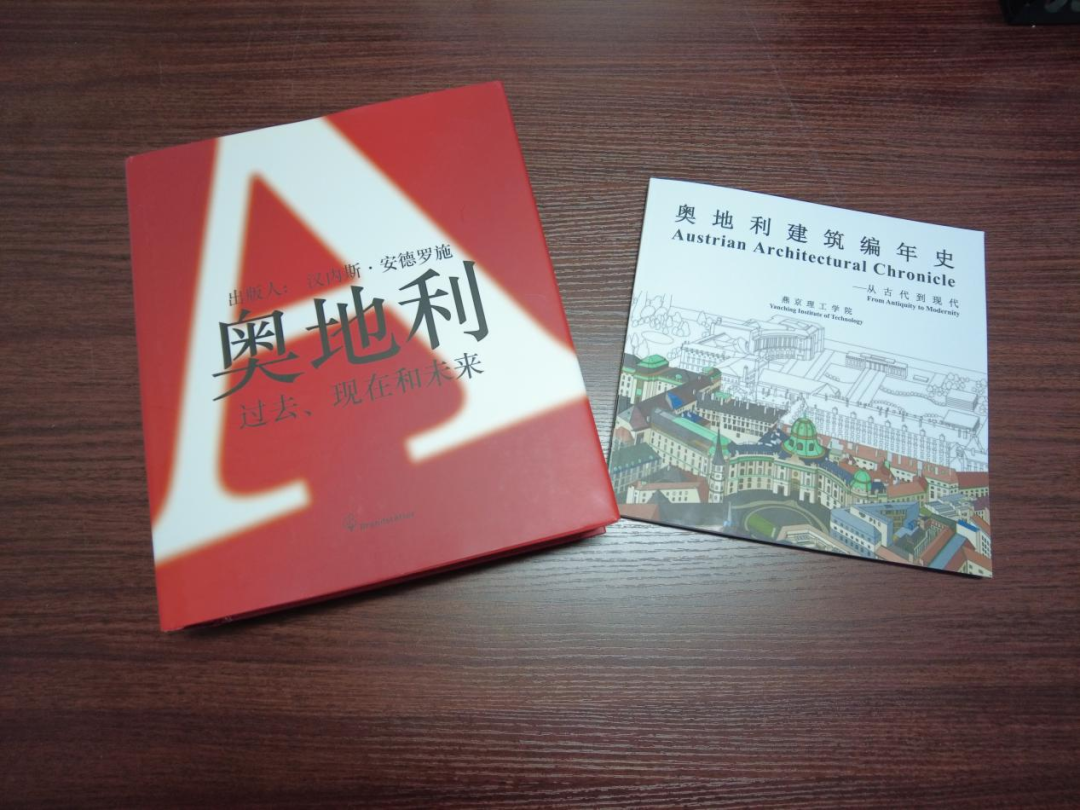 出版人：汉内斯·安德罗施
奥地利
过去、现在和未来
奥地利建筑编年史
Austrian Architectural Chronicle
—从古代到现代
From Antiquity to Modernity
燕京理工学院
Yanching Institute of Technology